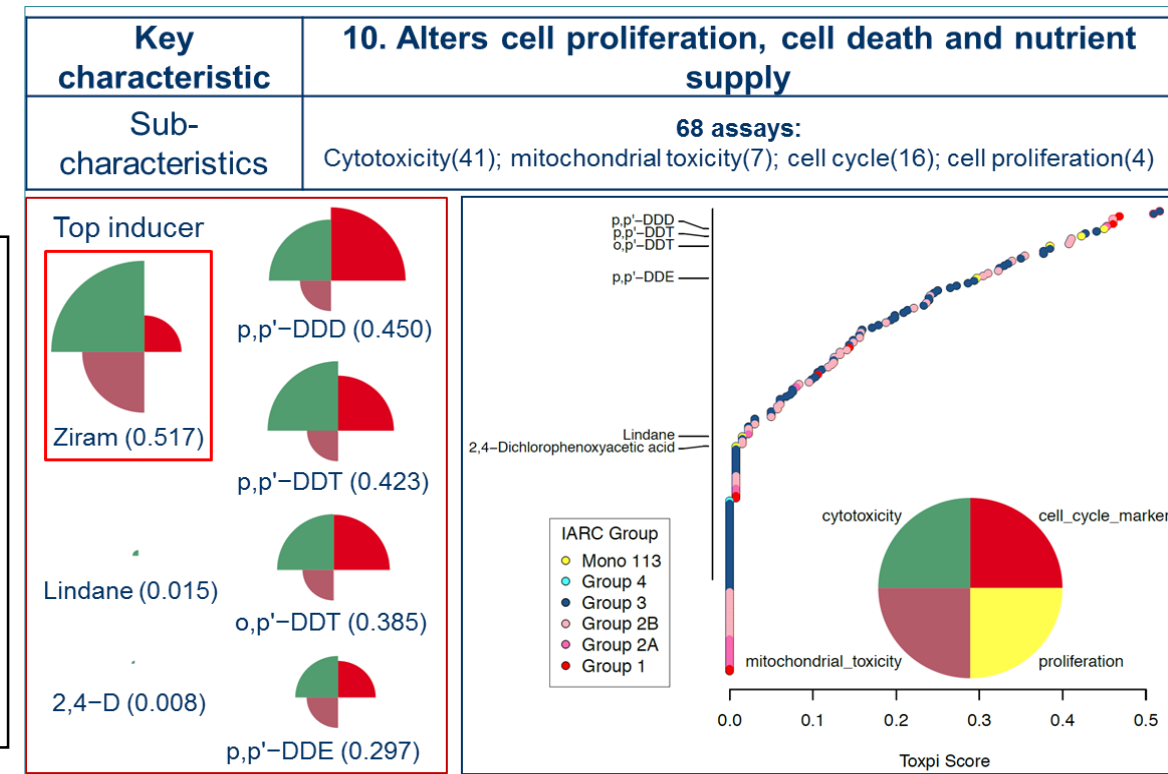 Key
characteristic
10. Alters cell proliferation, cell death and nutrient
supply
Sub-
characteristics
68 assays:
Cytotoxicity(41); mitochondrial toxicity(7); cell cycle(16); cell proliferation(4)
Top inducer
Ziram (0.517)
p,p'−DDD (0.450)
p,p'−DDT (0.423)
Lindane (0.015)
o,p'−DDT (0.385)
2,4−D (0.008)
p,p'−DDE (0.297)
p,p'−DDD
p,p'−DDT
o,p'−DDT
p,p'−DDE
Lindane
2,4−Dichlorophenoxyacetic acid
IARC Group
Mono 113
Group 4
Group 3
Group 2B
Group 2A
Group 1
cytotoxicity
cell_cycle_marker
mitochondrial_toxicity
proliferation
0.0 0.1 0.2 0.3 0.4 0.5
Toxpi Score